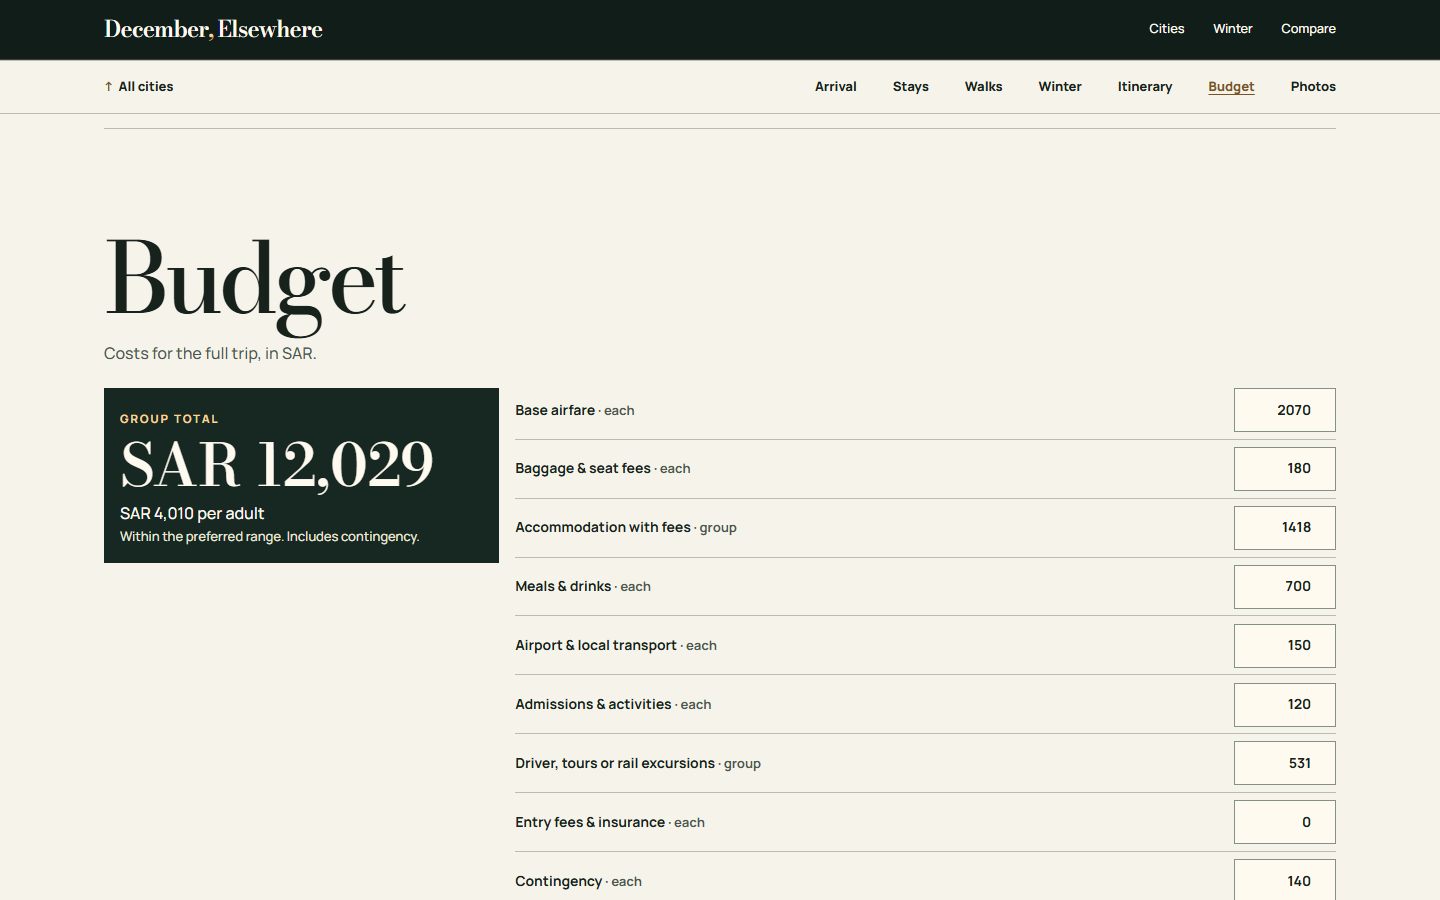 December, Elsewhere
Cities Winter Compare
↑ All cities
Arrival Stays Walks Winter Itinerary Budget Photos
Budget
Costs for the full trip, in SAR.
GROUP TOTAL
SAR 12,029
SAR 4,010 per adult
Within the preferred range. Includes contingency.
Base airfare · each 2070
Baggage & seat fees · each 180
Accommodation with fees · group 1418
Meals & drinks · each 700
Airport & local transport · each 150
Admissions & activities · each 120
Driver, tours or rail excursions · group 531
Entry fees & insurance · each 0
Contingency · each 140